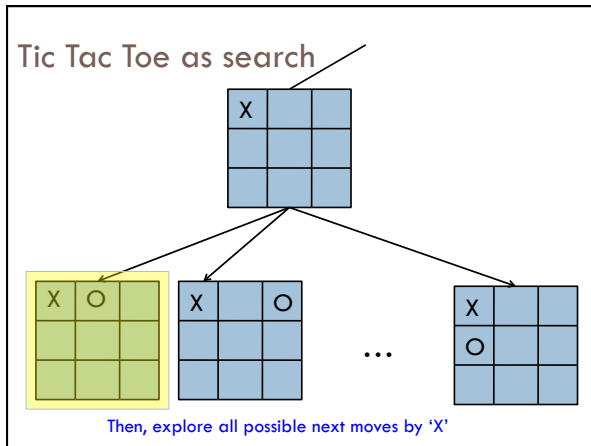 Tic Tac Toe as search
X
X O
X O
X
O
...
Then, explore all possible next moves by ‘X’